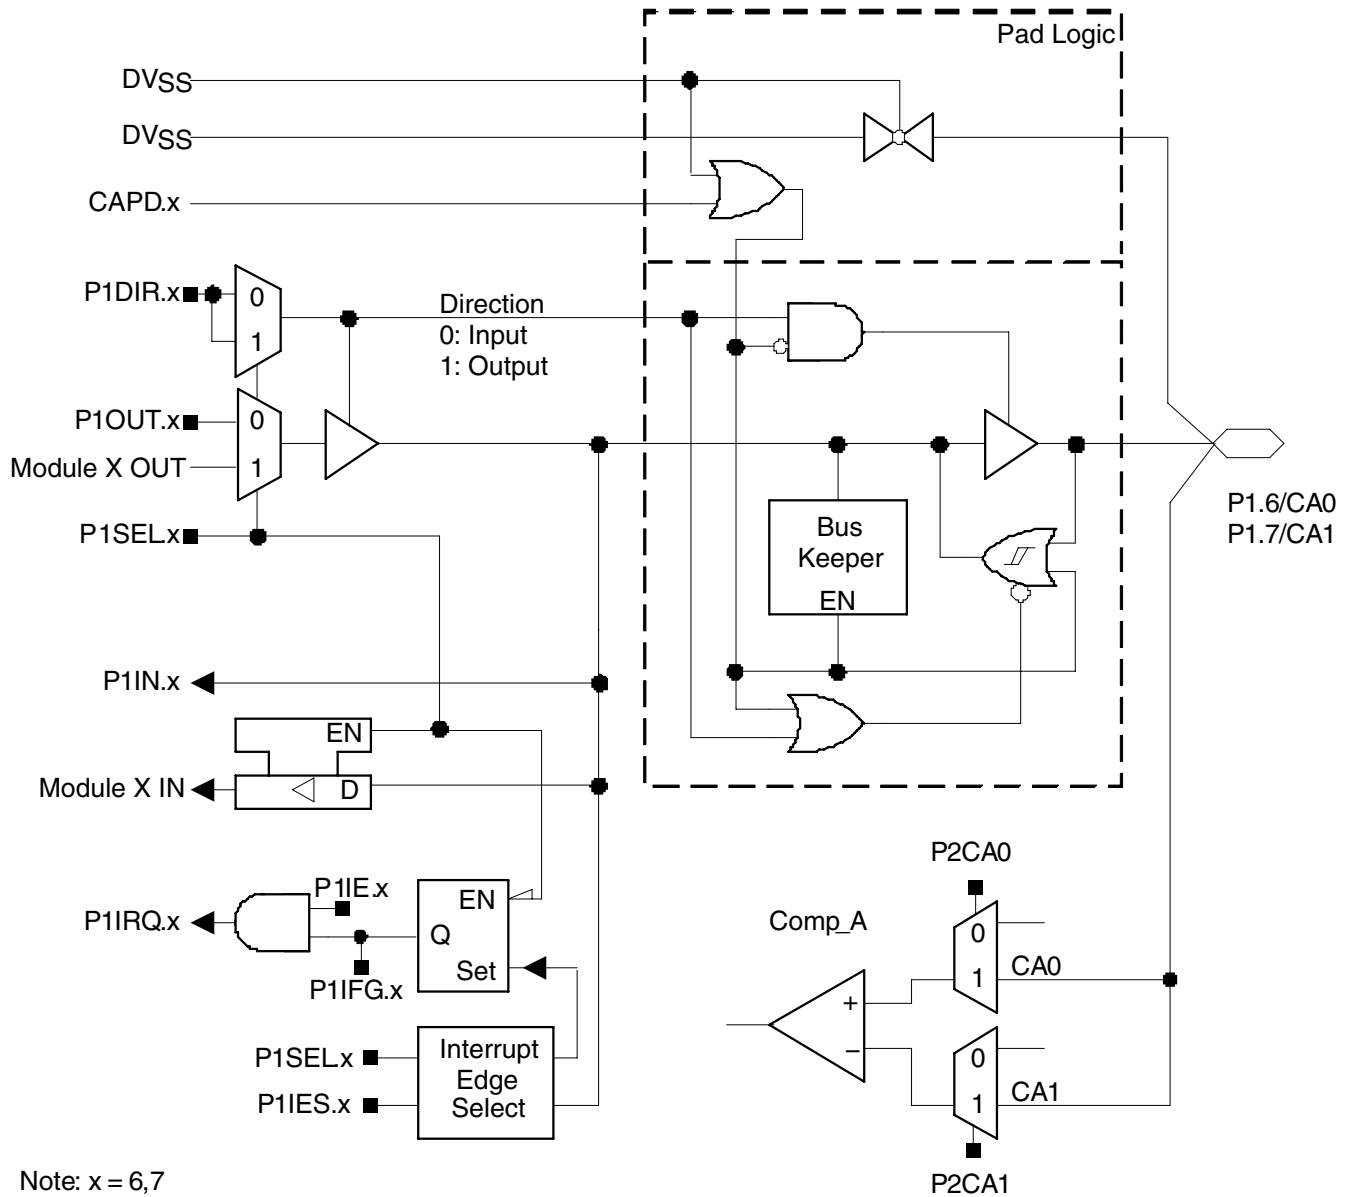 Pad Logic
DVSS
DVSS
CAPD.x
P1DIR.x
0
1
Direction
0: Input
1: Output
P1OUT.x
0
Module X OUT
1
P1SEL.x
P1.6/CA0
P1.7/CA1
Bus
Keeper
EN
P1IN.x
EN
Module X IN
D
P1IE.x
P1IRQ.x
EN
Q
Set
P1IFG.x
P1SEL.x
P1IES.x
Interrupt
Edge
Select
P2CA0
Comp_A
0
1
CA0
+
−
0
1
CA1
P2CA1
Note: x = 6,7